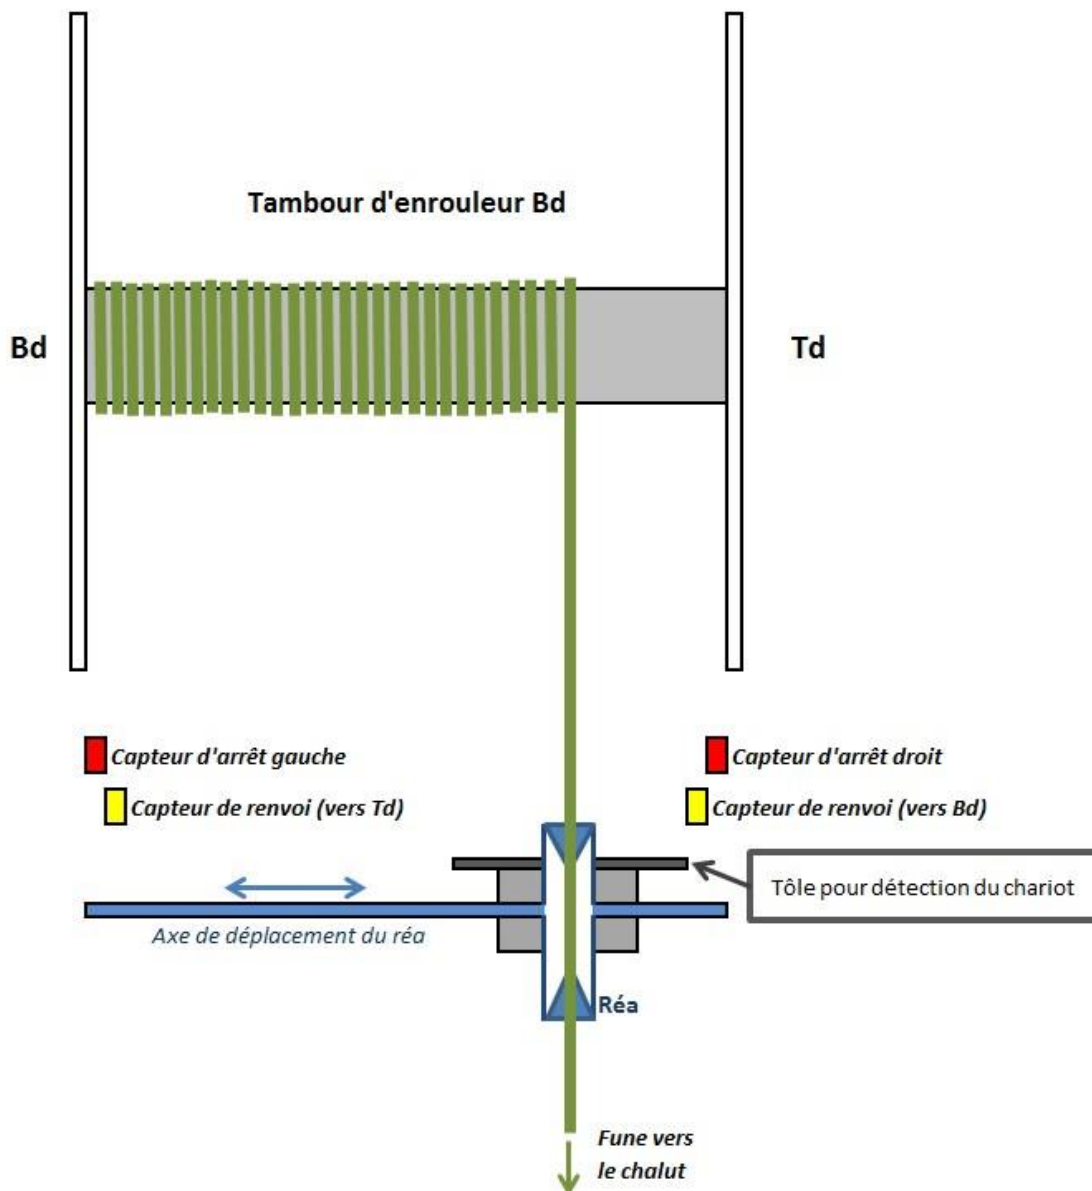 Tambour d'enrouleur Bd
Bd
Td
Capteur d'arrêt gauche
Capteur d'arrêt droit
Capteur de renvoi (vers Td)
Capteur de renvoi (vers Bd)
Tôle pour détection du chariot
Axe de déplacement du réa
Réa
Fune vers
le chalut